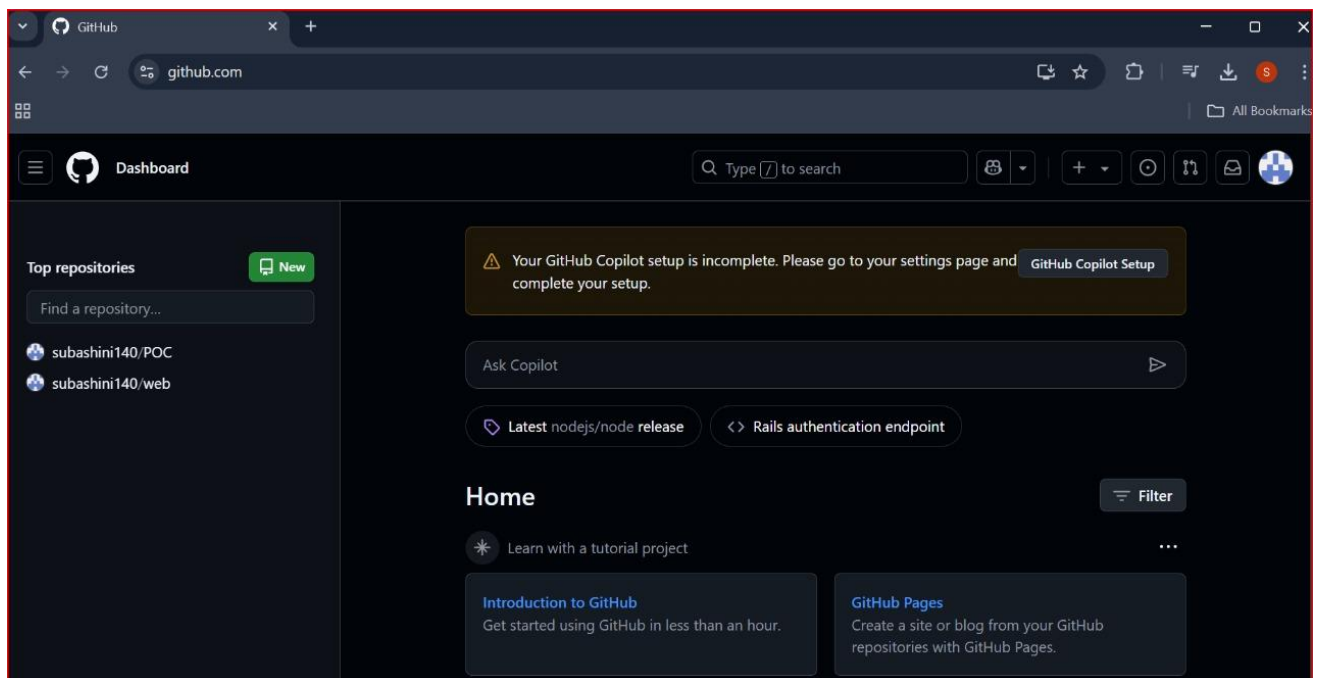 GitHub
github.com
S
All Bookmarks
Dashboard
Type / to search
Top repositories
New
Find a repository...
subashini140/POC
subashini140/web
Your GitHub Copilot setup is incomplete. Please go to your settings page and
complete your setup.
GitHub Copilot Setup
Ask Copilot
Latest nodejs/node release
<> Rails authentication endpoint
Home
Filter
Learn with a tutorial project
Introduction to GitHub
Get started using GitHub in less than an hour.
GitHub Pages
Create a site or blog from your GitHub
repositories with GitHub Pages.